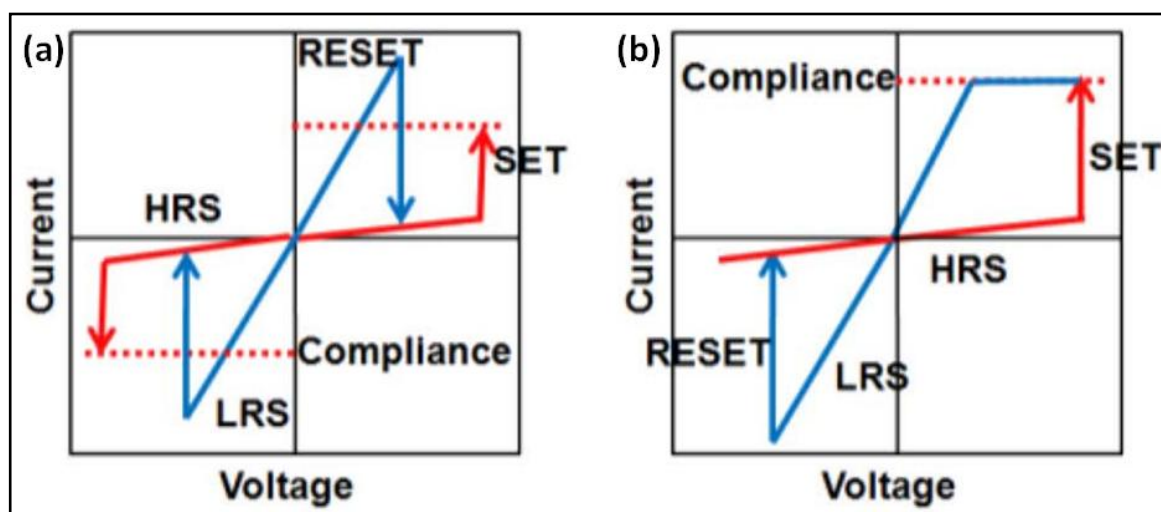 (a)
RESET
SET
HRS
Compliance
LRS
Current
Voltage
(b)
Compliance
SET
HRS
RESET
LRS
Current
Voltage